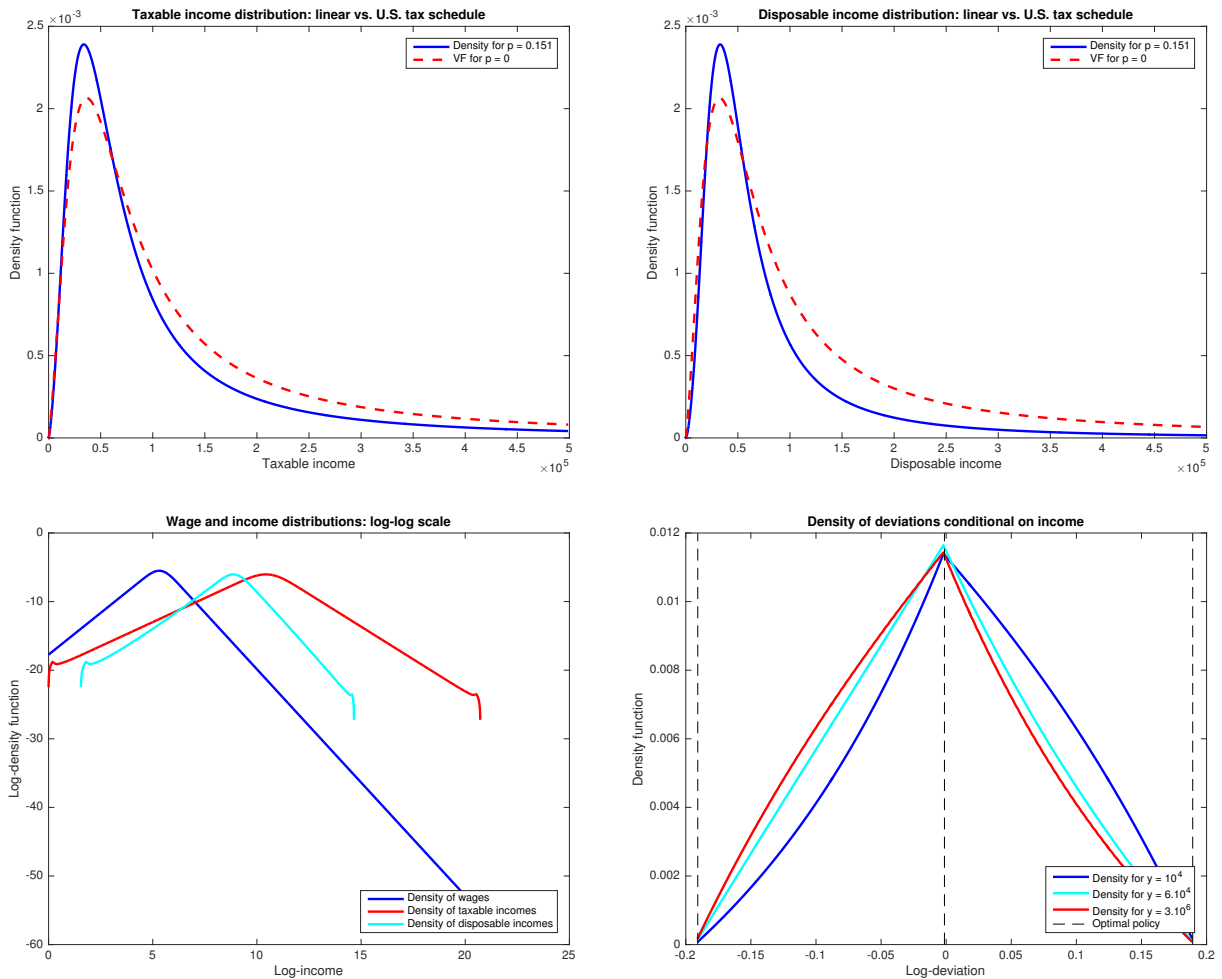 Taxable income distribution: linear vs. U.S. tax schedule
×10⁻³
2.5
2
1.5
1
0.5
0
Density function
Density for p = 0.151
VF for p = 0
0 0.5 1 1.5 2 2.5 3 3.5 4 4.5 5
×10⁵
Taxable income
Disposable income distribution: linear vs. U.S. tax schedule
×10⁻³
2.5
2
1.5
1
0.5
0
Density function
Density for p = 0.151
VF for p = 0
0 0.5 1 1.5 2 2.5 3 3.5 4 4.5 5
×10⁵
Disposable income
Wage and income distributions: log-log scale
0
-10
-20
-30
-40
-50
-60
Log-density function
Density of wages
Density of taxable incomes
Density of disposable incomes
0 5 10 15 20 25
Log-income
Density of deviations conditional on income
0.012
0.01
0.008
0.006
0.004
0.002
0
Density function
Density for y = 10⁴
Density for y = 6.10⁴
Density for y = 3.10⁶
Optimal policy
-0.2 -0.15 -0.1 -0.05 0 0.05 0.1 0.15 0.2
Log-deviation